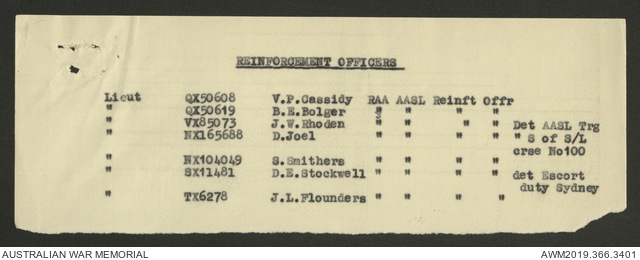 REINFORCEMENT OFFICERS
Lieut QX50608 V.P.Cassidy RAA AASL Reinft Offr
" QX50619 B.E.Bolger " " " "
" VX85073 J.W.Rhoden " " " " Det AASL Trg
" NX165688 D.Joel " " " " " S of S/L
crse No100
" NX104049 S.Smithers " " " "
" SX11481 D.E.Stockwell " " " " det Escort
duty Sydney
" TX6278 J.L.Flounders " " " "
AUSTRALIAN WAR MEMORIAL AWM2019.366.3401